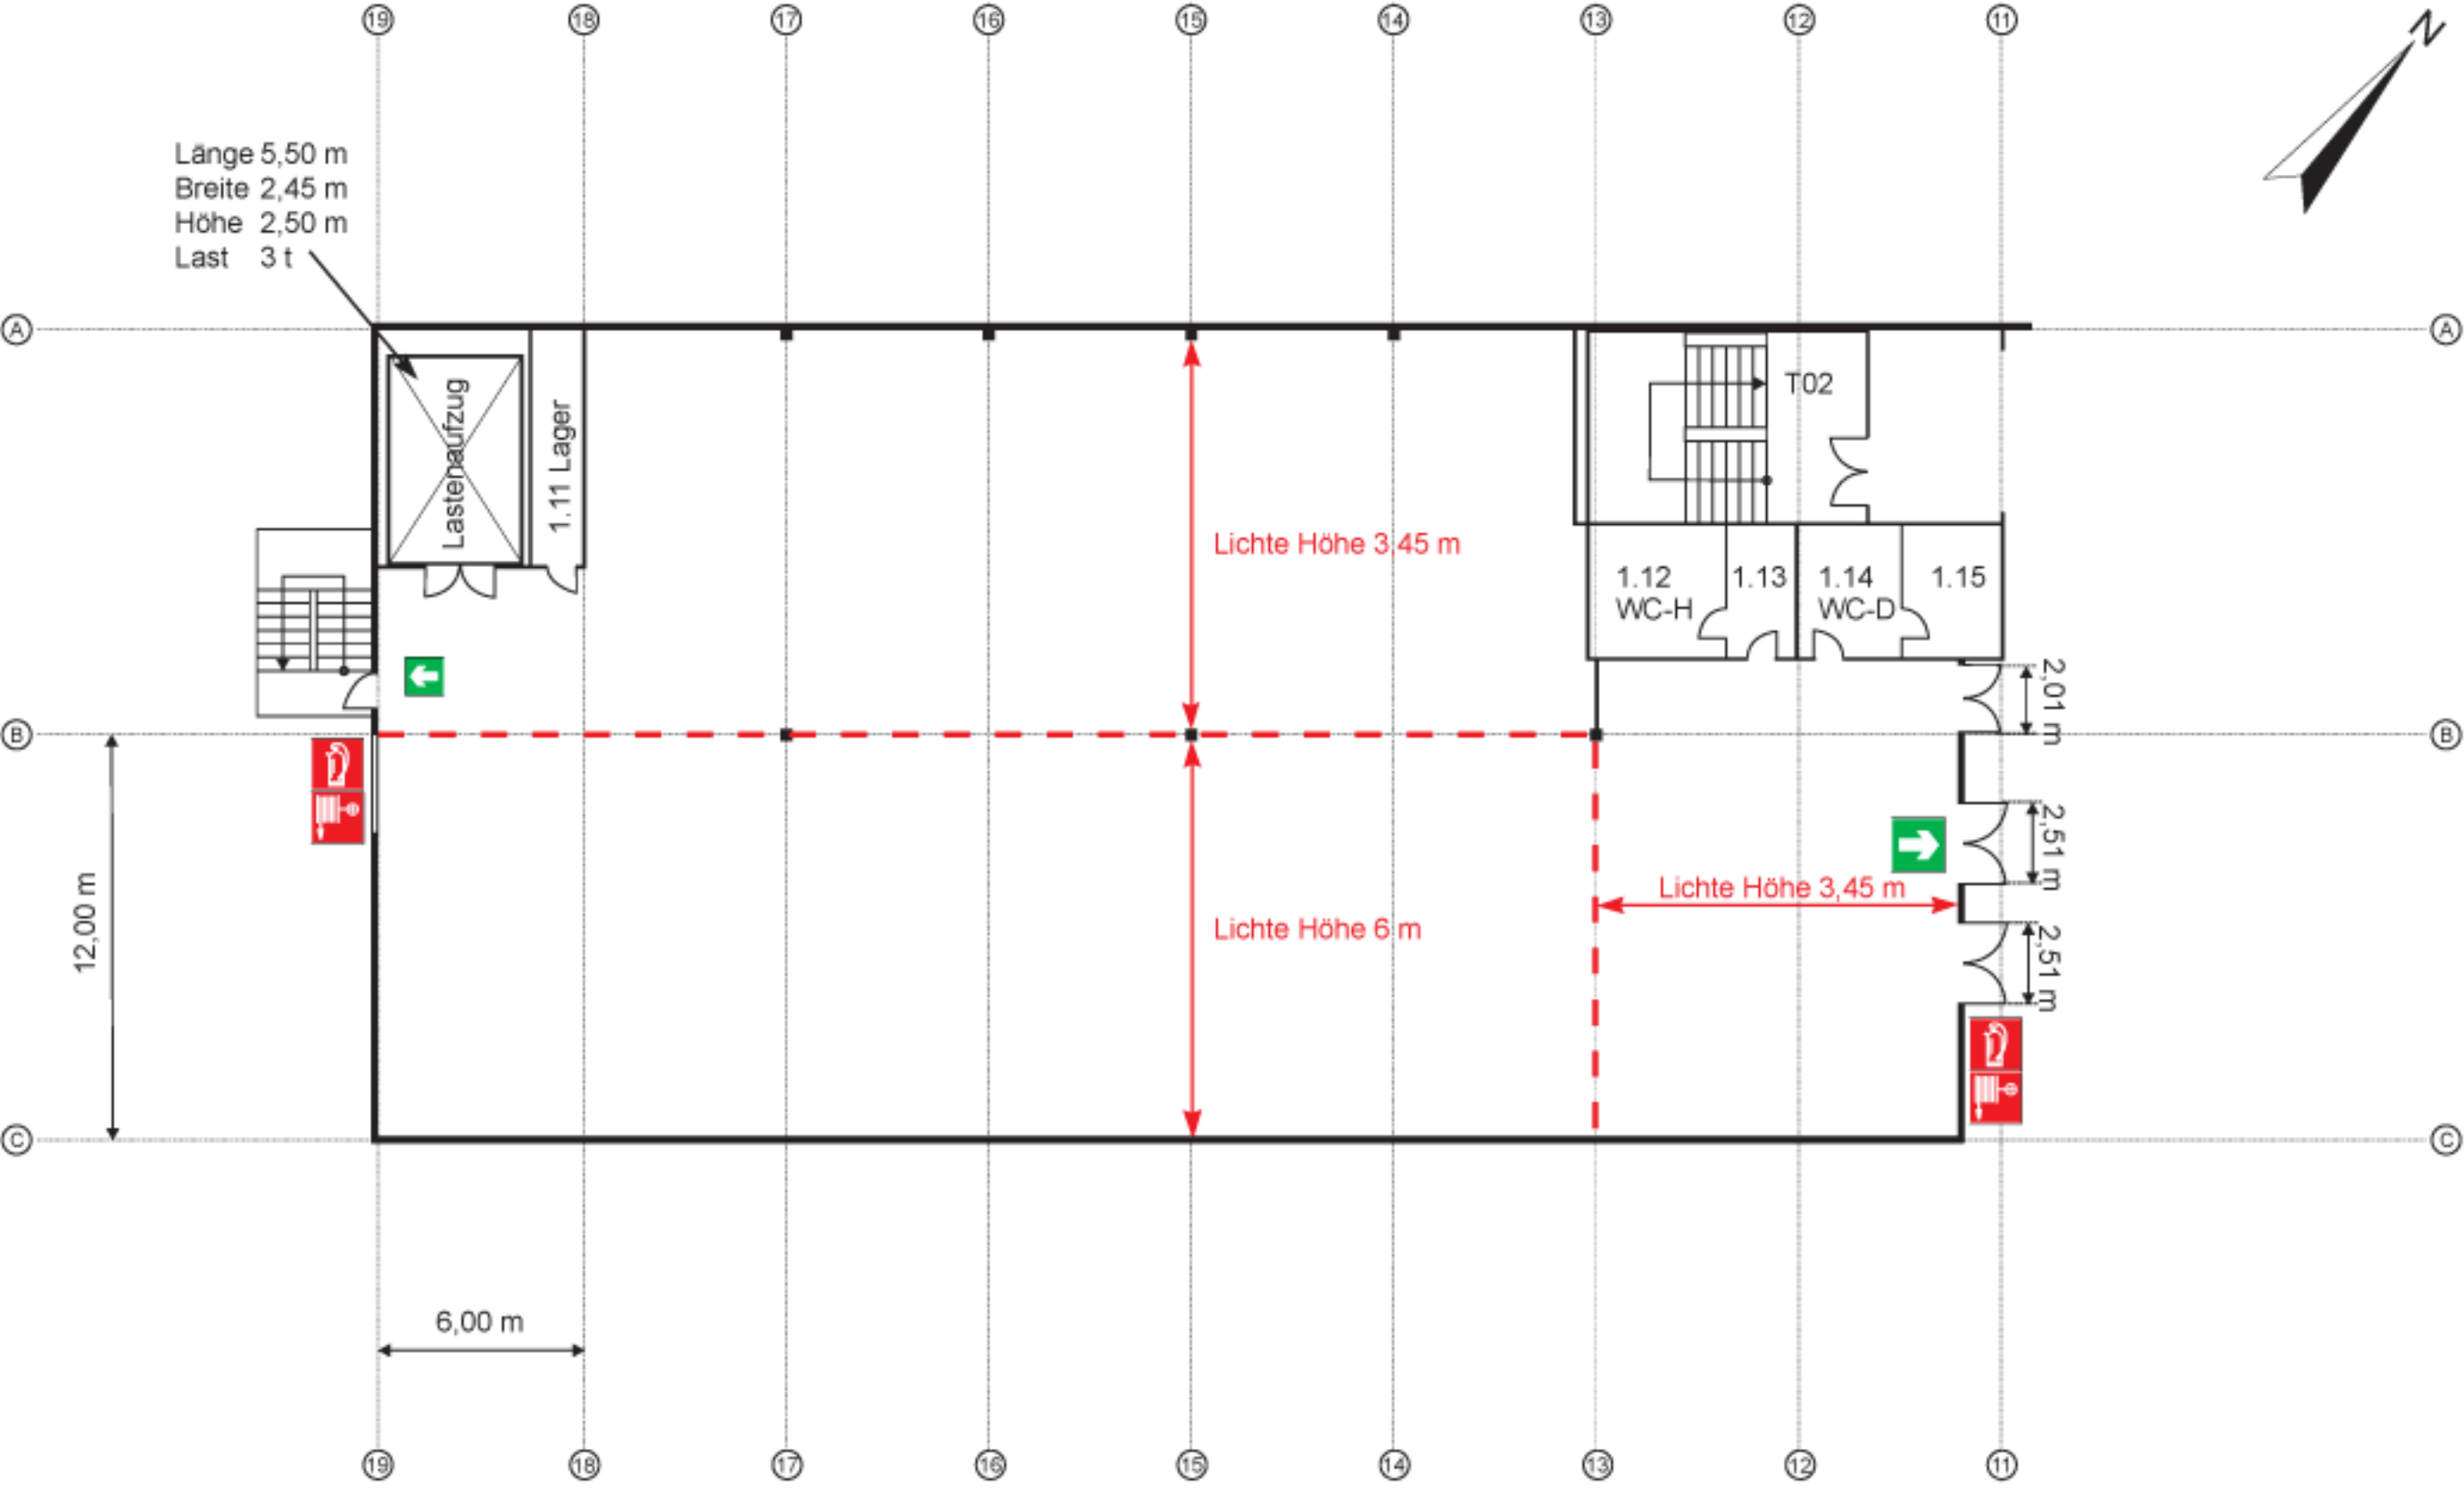 19 18 17 16 15 14 13 12 11
N
Länge 5,50 m
Breite 2,45 m
Höhe 2,50 m
Last 3 t
A A
Lastenaufzug
1.11 Lager
T02
Lichte Höhe 3,45 m
1.12
WC-H
1.13
1.14
WC-D
1.15
2,01 m
B B
2,51 m
12,00 m
Lichte Höhe 3,45 m
Lichte Höhe 6 m
2,51 m
C C
6,00 m
19 18 17 16 15 14 13 12 11